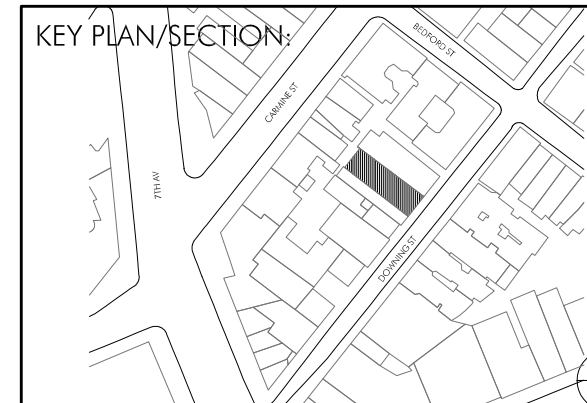 KEY PLAN/SECTION:
BEDFORD ST
CARMINE ST
7TH AV
DOWNING ST